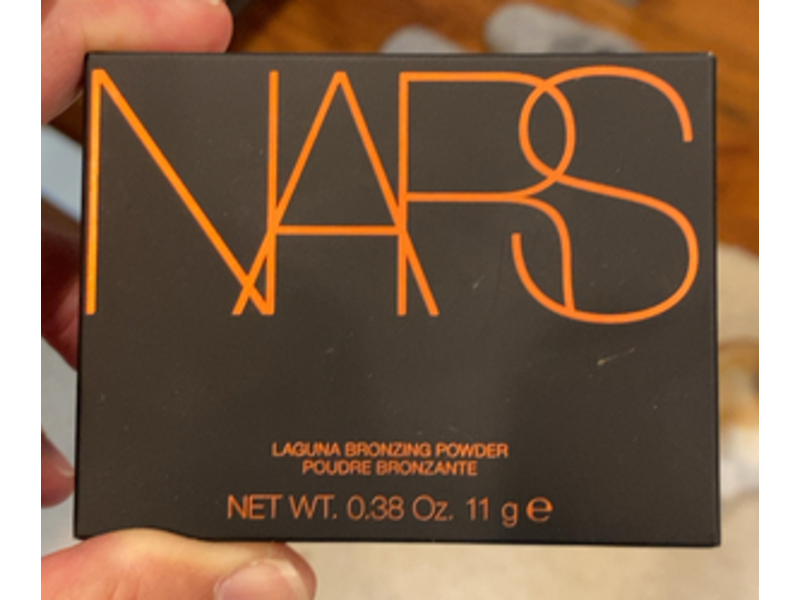 NARS
LAGUNA BRONZING POWDER
POUDRE BRONZANTE
NET WT. 0.38 Oz. 11 g ℮